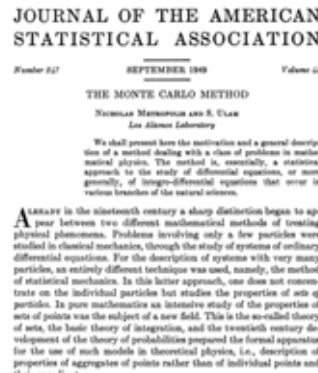 JOURNAL OF THE AMERICAN
STATISTICAL ASSOCIATION
Number 247 SEPTEMBER 1949 Volume
THE MONTE CARLO METHOD
NICHOLAS METROPOLIS AND S. ULAM
Los Alamos Laboratory
We shall present here the motivation and a general descrip
tion of a method dealing with a class of problems in mathe
matical physics. The method is, essentially, a statistica
approach to the study of differential equations, or more
generally, of integro-differential equations that occur in
various branches of the natural sciences.
ALREADY in the nineteenth century a sharp distinction began to ap
pear between two different mathematical methods of treating
physical phenomena. Problems involving only a few particles were
studied in classical mechanics, through the study of systems of ordinary
differential equations. For the description of systems with very many
particles, an entirely different technique was used, namely, the method
of statistical mechanics. In this latter approach, one does not concen
trate on the individual particles but studies the properties of sets of
particles. In pure mathematics an intensive study of the properties of
sets of points was the subject of a new field. This is the so-called theory
of sets, the basic theory of integration, and the twentieth century de
velopment of the theory of probabilities prepared the formal apparatus
for the use of such models in theoretical physics, i.e., description of
properties of aggregates of points rather than of individual points and